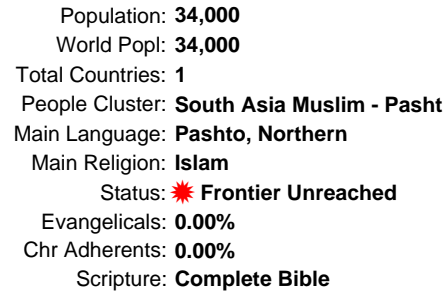 Population: 34,000
World Popl: 34,000
Total Countries: 1
People Cluster: South Asia Muslim - Pasht
Main Language: Pashto, Northern
Main Religion: Islam
Status: Frontier Unreached
Evangelicals: 0.00%
Chr Adherents: 0.00%
Scripture: Complete Bible